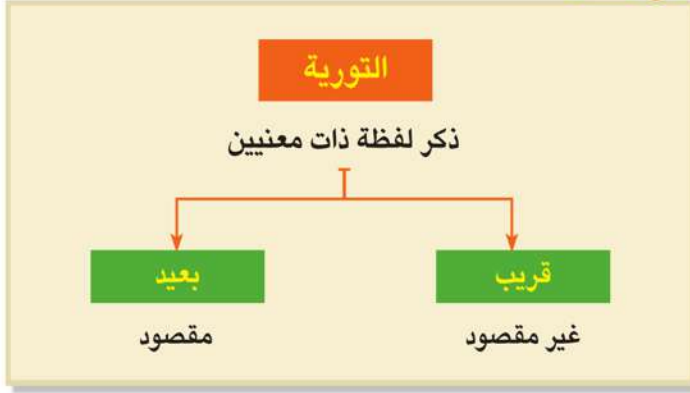 التورية
ذكر لفظة ذات معنيين
قريب
بعيد
غير مقصود
مقصود